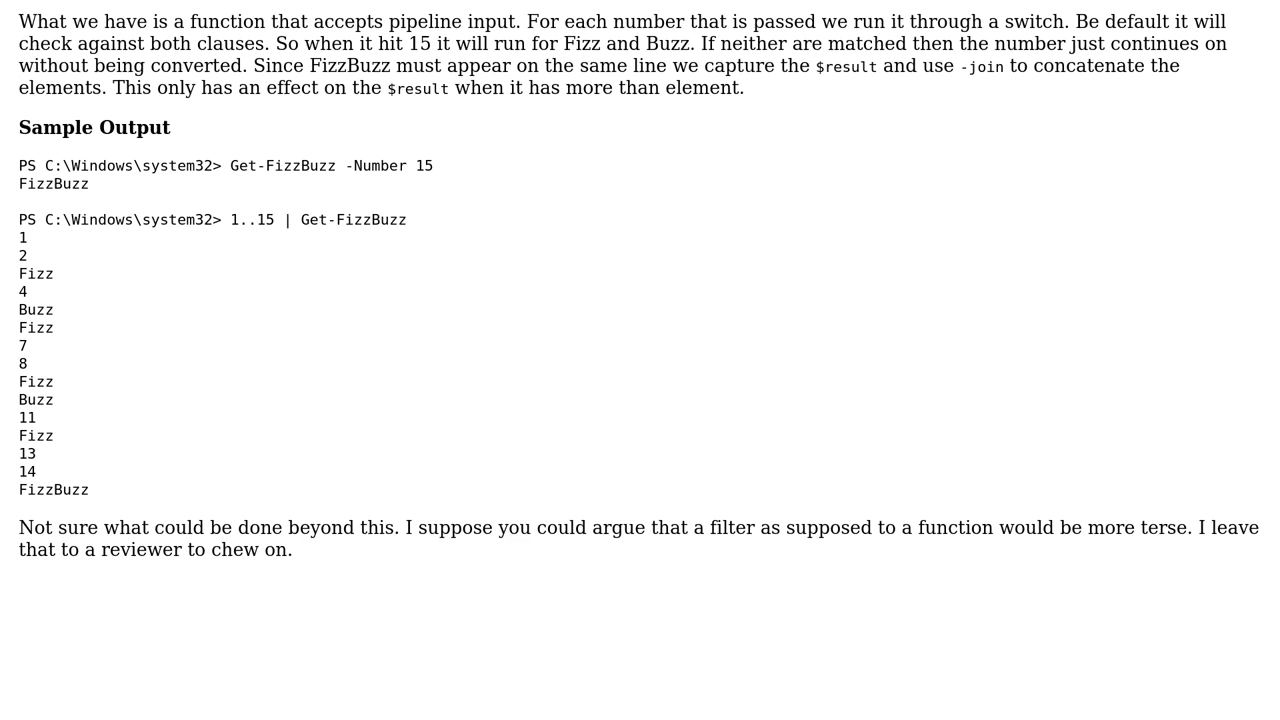 What we have is a function that accepts pipeline input. For each number that is passed we run it through a switch. Be default it will
check against both clauses. So when it hit 15 it will run for Fizz and Buzz. If neither are matched then the number just continues on
without being converted. Since FizzBuzz must appear on the same line we capture the $result and use -join to concatenate the
elements. This only has an effect on the $result when it has more than element.
Sample Output
PS C:\Windows\system32> Get-FizzBuzz -Number 15
FizzBuzz
PS C:\Windows\system32> 1..15 | Get-FizzBuzz
1
2
Fizz
4
Buzz
Fizz
7
8
Fizz
Buzz
11
Fizz
13
14
FizzBuzz
Not sure what could be done beyond this. I suppose you could argue that a filter as supposed to a function would be more terse. I leave
that to a reviewer to chew on.